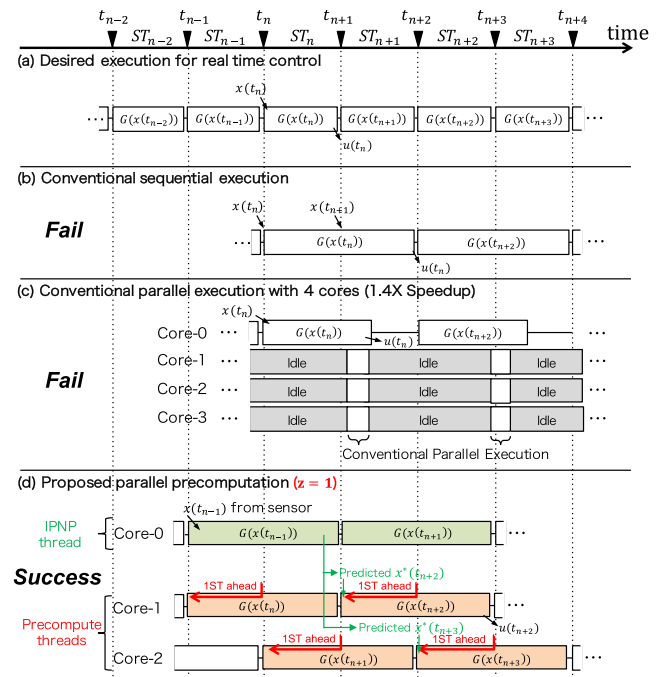 t_{n-2} t_{n-1} t_n t_{n+1} t_{n+2} t_{n+3} t_{n+4}
ST_{n-2} ST_{n-1} ST_n ST_{n+1} ST_{n+2} ST_{n+3} time
(a) Desired execution for real time control
x(t_n)
... G(x(t_{n-2})) G(x(t_{n-1})) G(x(t_n)) G(x(t_{n+1})) G(x(t_{n+2})) G(x(t_{n+3})) ...
u(t_n)
(b) Conventional sequential execution
x(t_n) x(t_{n+1})
Fail ... G(x(t_n)) G(x(t_{n+2})) ...
u(t_n)
(c) Conventional parallel execution with 4 cores (1.4X Speedup)
x(t_n)
Core-0 ... G(x(t_n)) G(x(t_{n+2})) ...
u(t_n)
Core-1 ... Idle Idle Idle ...
Fail
Core-2 ... Idle Idle Idle ...
Core-3 ... Idle Idle Idle ...
Conventional Parallel Execution
(d) Proposed parallel precomputation (z = 1)
x(t_{n-1}) from sensor
IPNP
thread
Core-0 G(x(t_{n-1})) G(x(t_{n+1})) ...
Success
Predicted x*(t_{n+2})
1ST ahead 1ST ahead
Core-1 G(x(t_n)) G(x(t_{n+2})) ...
Precompute
threads
Predicted x*(t_{n+3}) u(t_{n+2})
1ST ahead 1ST ahead
Core-2 G(x(t_{n+1})) G(x(t_{n+3})) ...